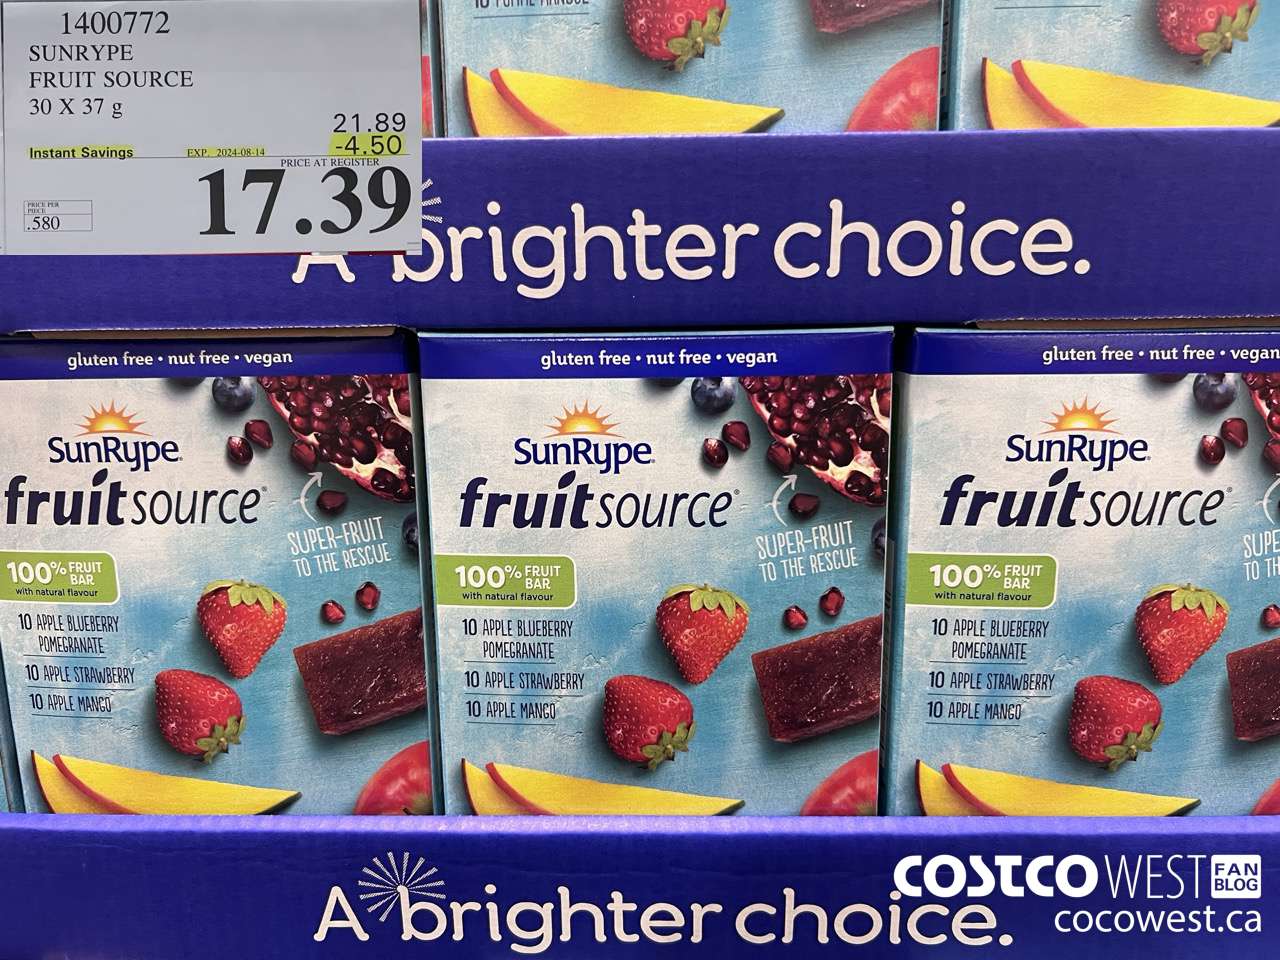 1400772
SUNRYPE
FRUIT SOURCE
30 X 37 g
21.89
Instant Savings EXP. 2024-08-14 -4.50
PRICE AT REGISTER
17.39
PRICE PER
PIECE
.580
A brighter choice.
gluten free • nut free • vegan
SunRype
fruitsource
SUPER-FRUIT
TO THE RESCUE
100% FRUIT
BAR
with natural flavour
10 APPLE BLUEBERRY
POMEGRANATE
10 APPLE STRAWBERRY
10 APPLE MANGO
gluten free • nut free • vegan
SunRype
fruitsource
SUPER-FRUIT
TO THE RESCUE
100% FRUIT
BAR
with natural flavour
10 APPLE BLUEBERRY
POMEGRANATE
10 APPLE STRAWBERRY
10 APPLE MANGO
gluten free • nut free • vegan
SunRype
fruitsource
100% FRUIT
BAR
with natural flavour
10 APPLE BLUEBERRY
POMEGRANATE
10 APPLE STRAWBERRY
10 APPLE MANGO
A brighter choice.
COSTCO WEST FAN BLOG
cocowest.ca